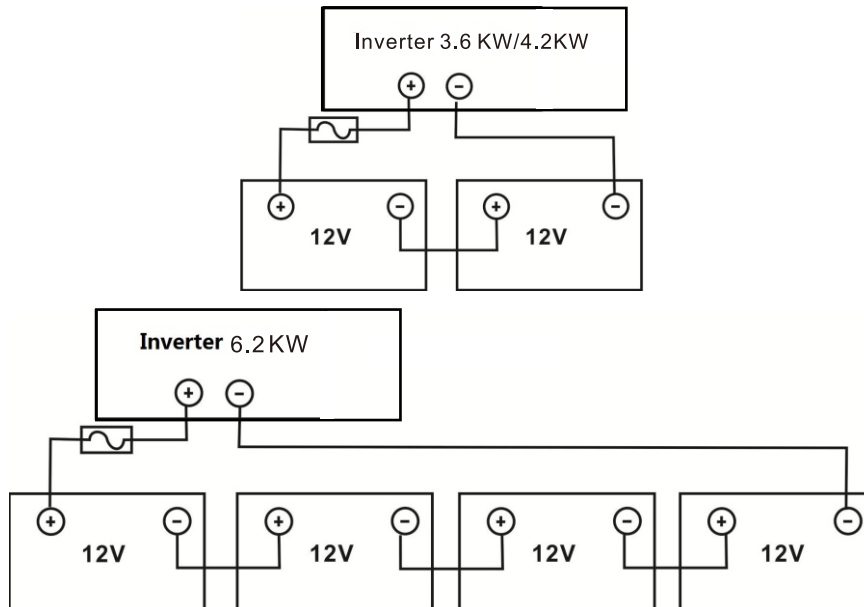 Inverter 3.6 KW/4.2KW
+ −
+ − + −
12V 12V
Inverter 6.2 KW
+ −
+ − + − + − + −
12V 12V 12V 12V